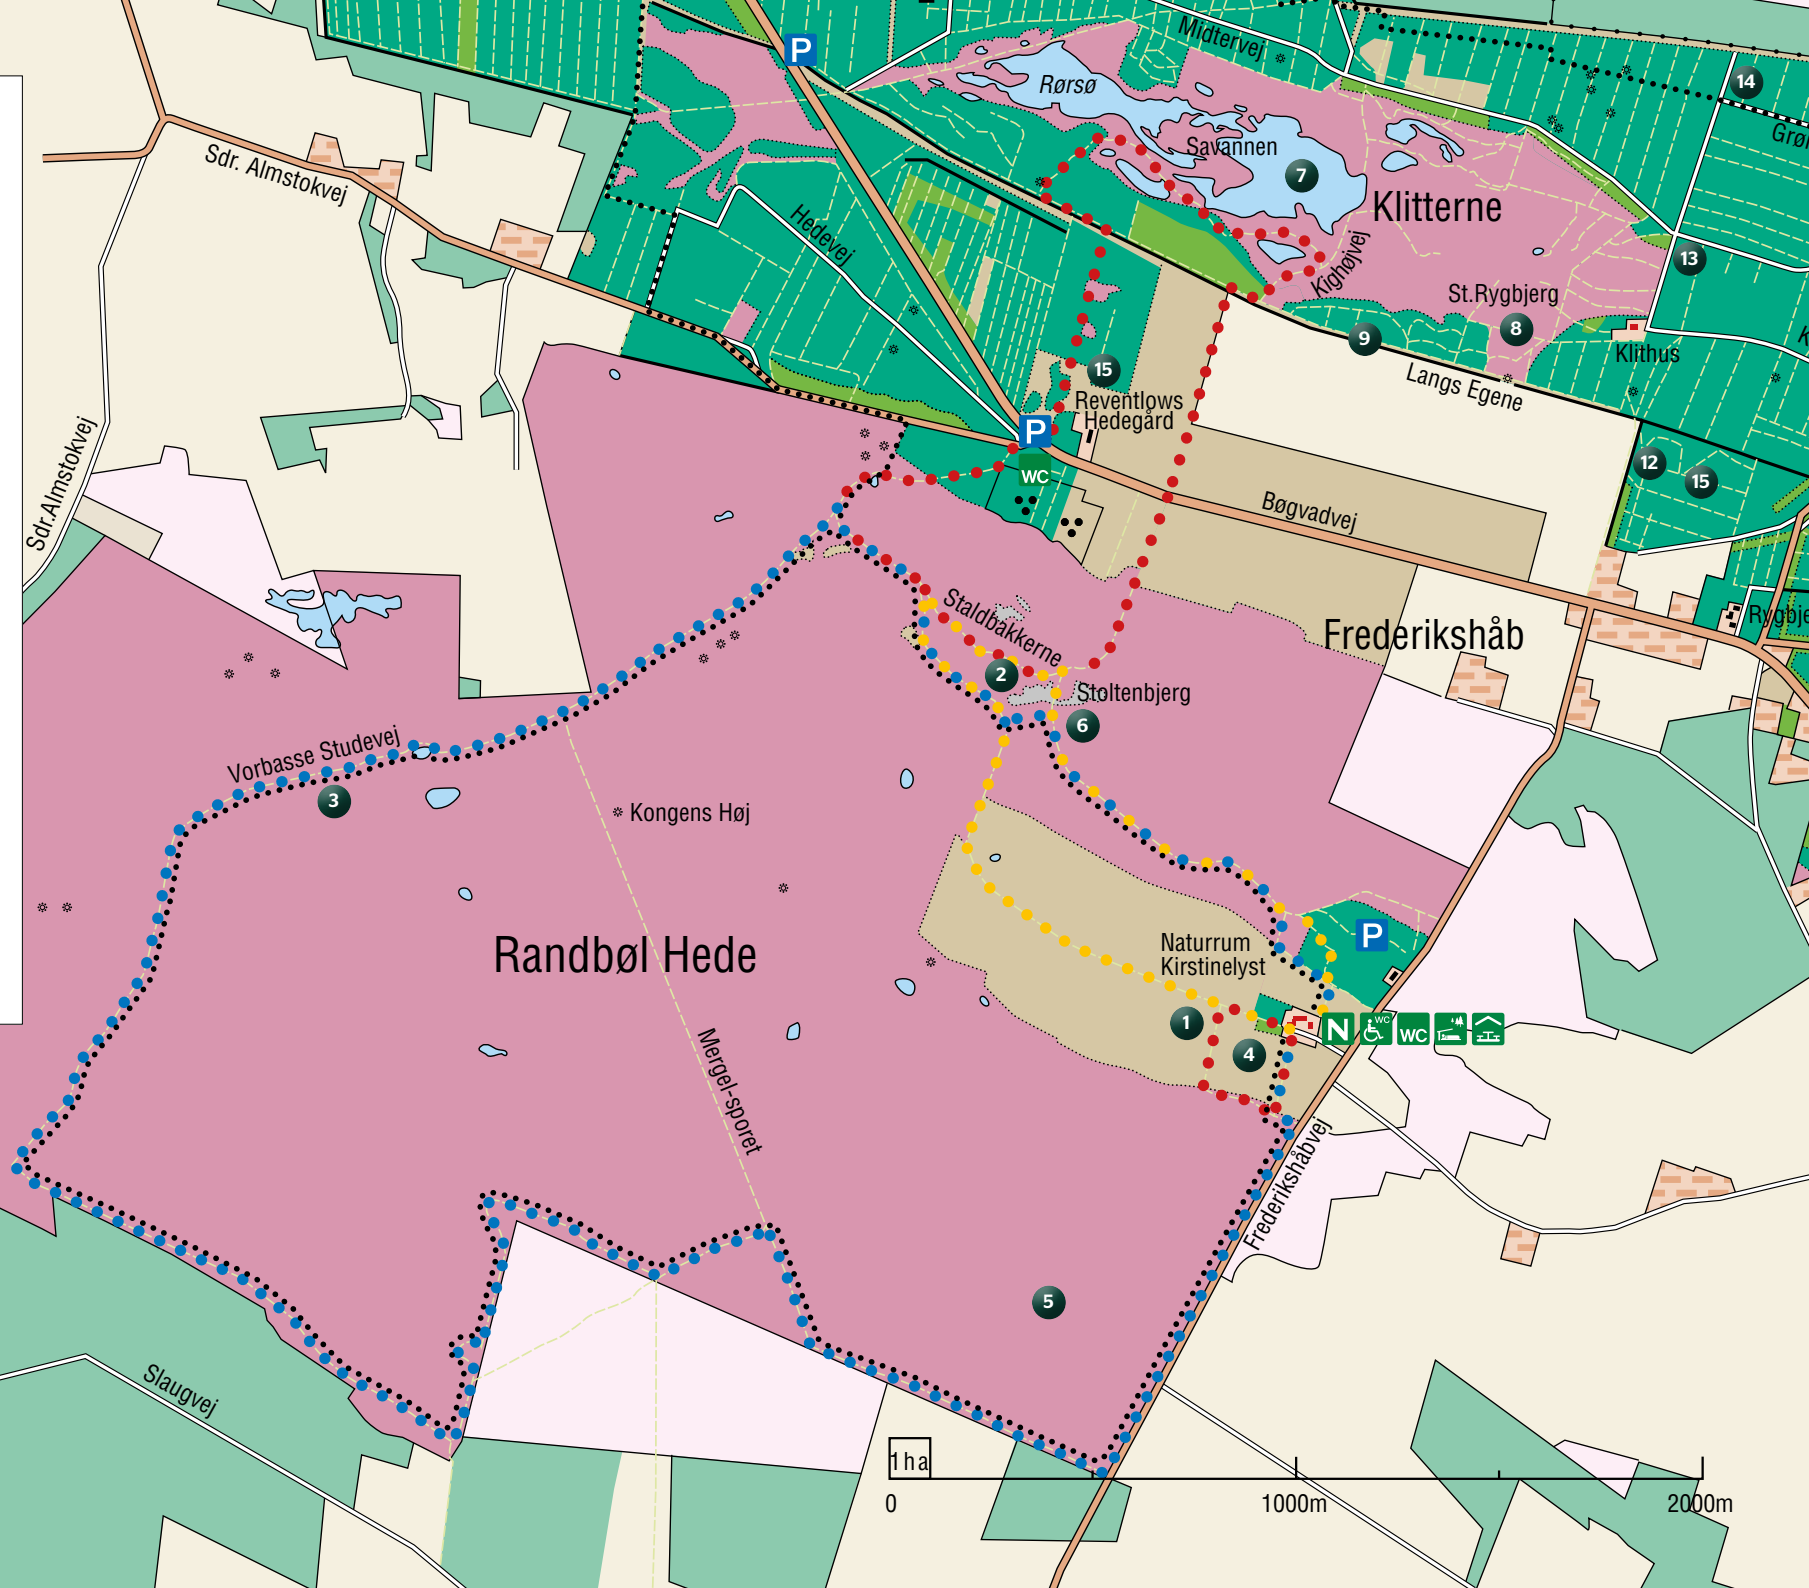 P
Midtervej
Rørsø
14
Sdr. Almstokvej
Savannen
7
Klitterne
Hedevej
Kighøjvej
13
St.Rygbjerg
8
9
Klithus
15
Langs Egene
Reventlows
Hedegård
P
WC
12
15
Sdr.Almstokvej
Bøgvadvej
Staldbakkerne
Frederikshåb
2
Stoltenbjerg
6
Vorbasse Studevej
3
Kongens Høj
Randbøl Hede
Naturrum
Kirstinelyst
P
1
4
N
WC
WC
Mergel-sporet
Frederikshåbvej
5
Slaugvej
1ha
0
1000m
2000m